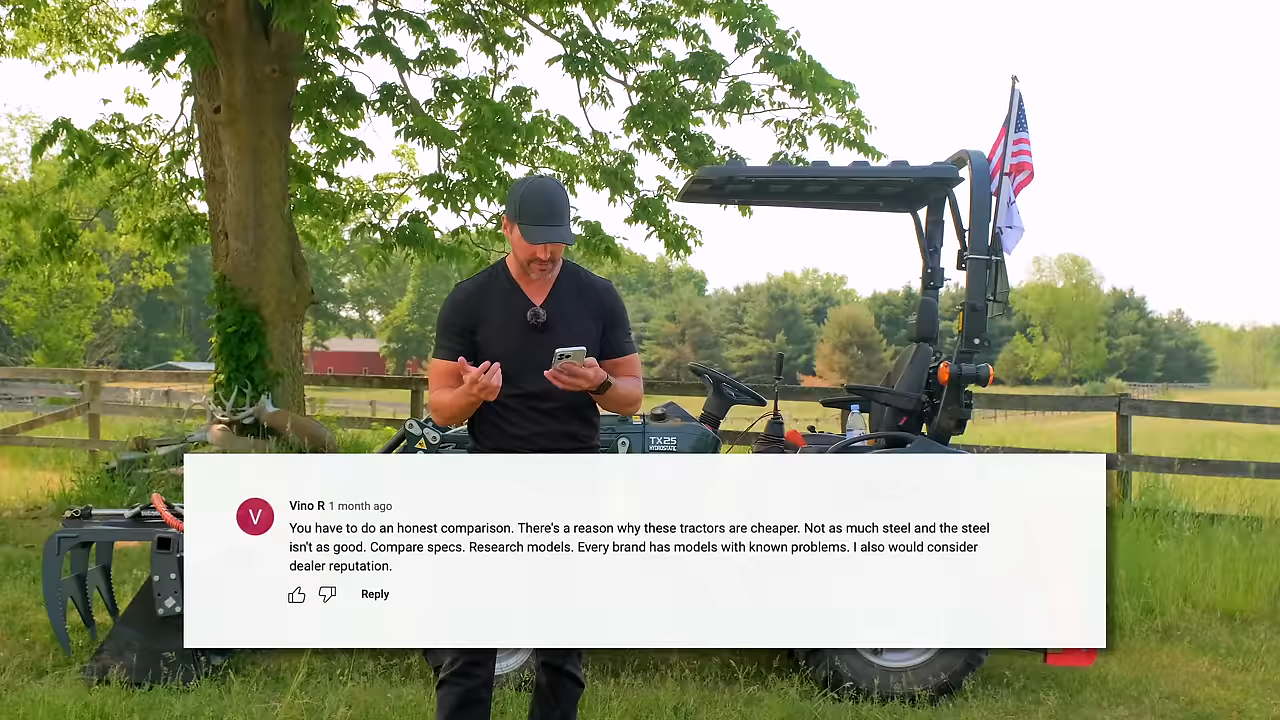 TX25
HYDROSTATIC
V
Vino R 1 month ago
You have to do an honest comparison. There's a reason why these tractors are cheaper. Not as much steel and the steel
isn't as good. Compare specs. Research models. Every brand has models with known problems. I also would consider
dealer reputation.
Reply